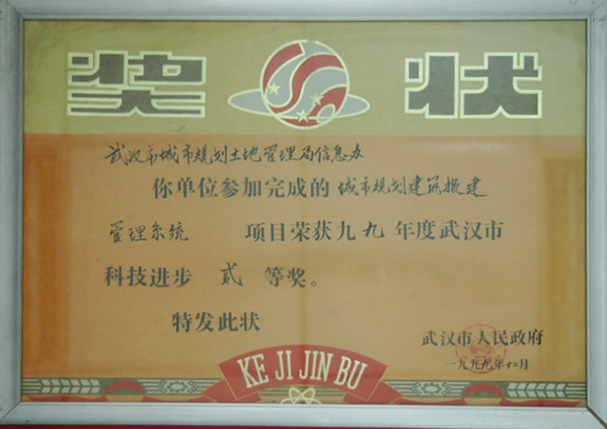 奖状
武汉市城市规划土地管理局信息办
你单位参加完成的城市规划建筑报建
管理系统 项目荣获九九年度武汉市
科技进步 贰 等奖。
特发此状
武汉市人民政府
一九九九年十二月
KE JI JIN BU